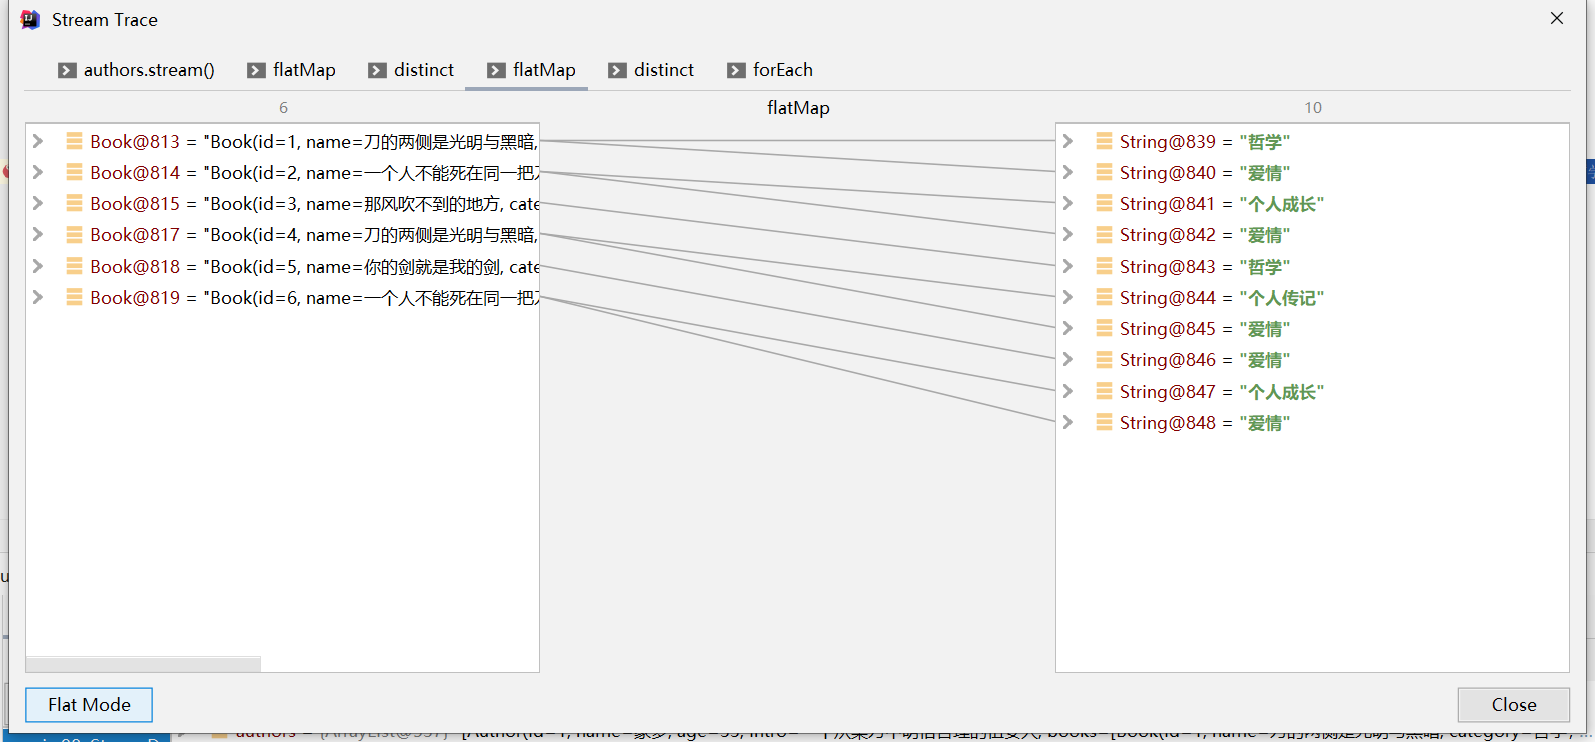 Stream Trace
authors.stream() flatMap distinct flatMap distinct forEach
6 flatMap 10
Book@813 = "Book(id=1, name=刀的两侧是光明与黑暗, String@839 = "哲学"
Book@814 = "Book(id=2, name=一个人不能死在同一把 String@840 = "爱情"
Book@815 = "Book(id=3, name=那风吹不到的地方, cate String@841 = "个人成长"
Book@817 = "Book(id=4, name=刀的两侧是光明与黑暗, String@842 = "爱情"
Book@818 = "Book(id=5, name=你的剑就是我的剑, cate String@843 = "哲学"
Book@819 = "Book(id=6, name=一个人不能死在同一把 String@844 = "个人传记"
String@845 = "爱情"
String@846 = "爱情"
String@847 = "个人成长"
String@848 = "爱情"
Flat Mode Close